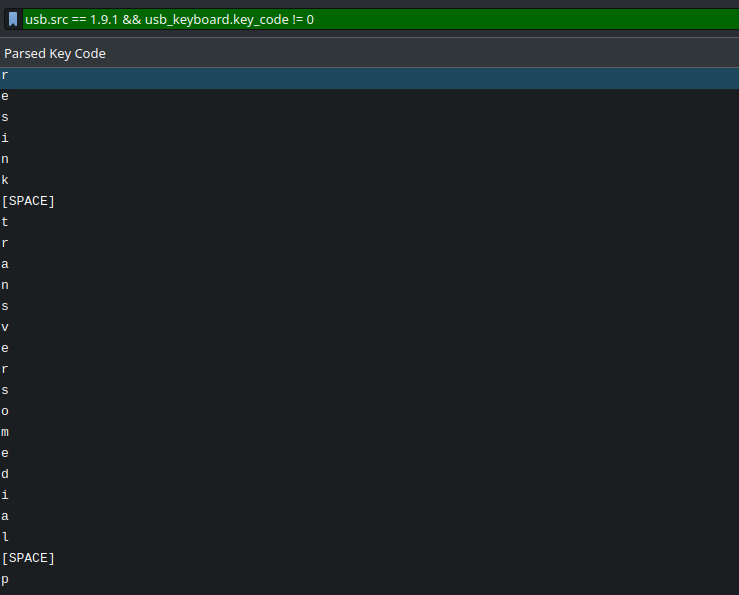 usb.src == 1.9.1 && usb_keyboard.key_code != 0
Parsed Key Code
r
e
s
i
n
k
[SPACE]
t
r
a
n
s
v
e
r
s
o
m
e
d
i
a
l
[SPACE]
p